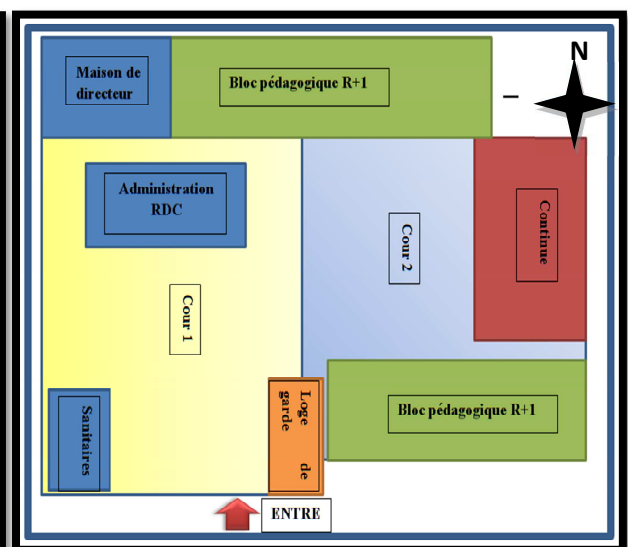 Maison de
directeur
Bloc pédagogique R+1
N
–
Administration
RDC
Cour 2
Continue
Cour 1
Sanitaires
Loge de
garde
Bloc pédagogique R+1
ENTRE